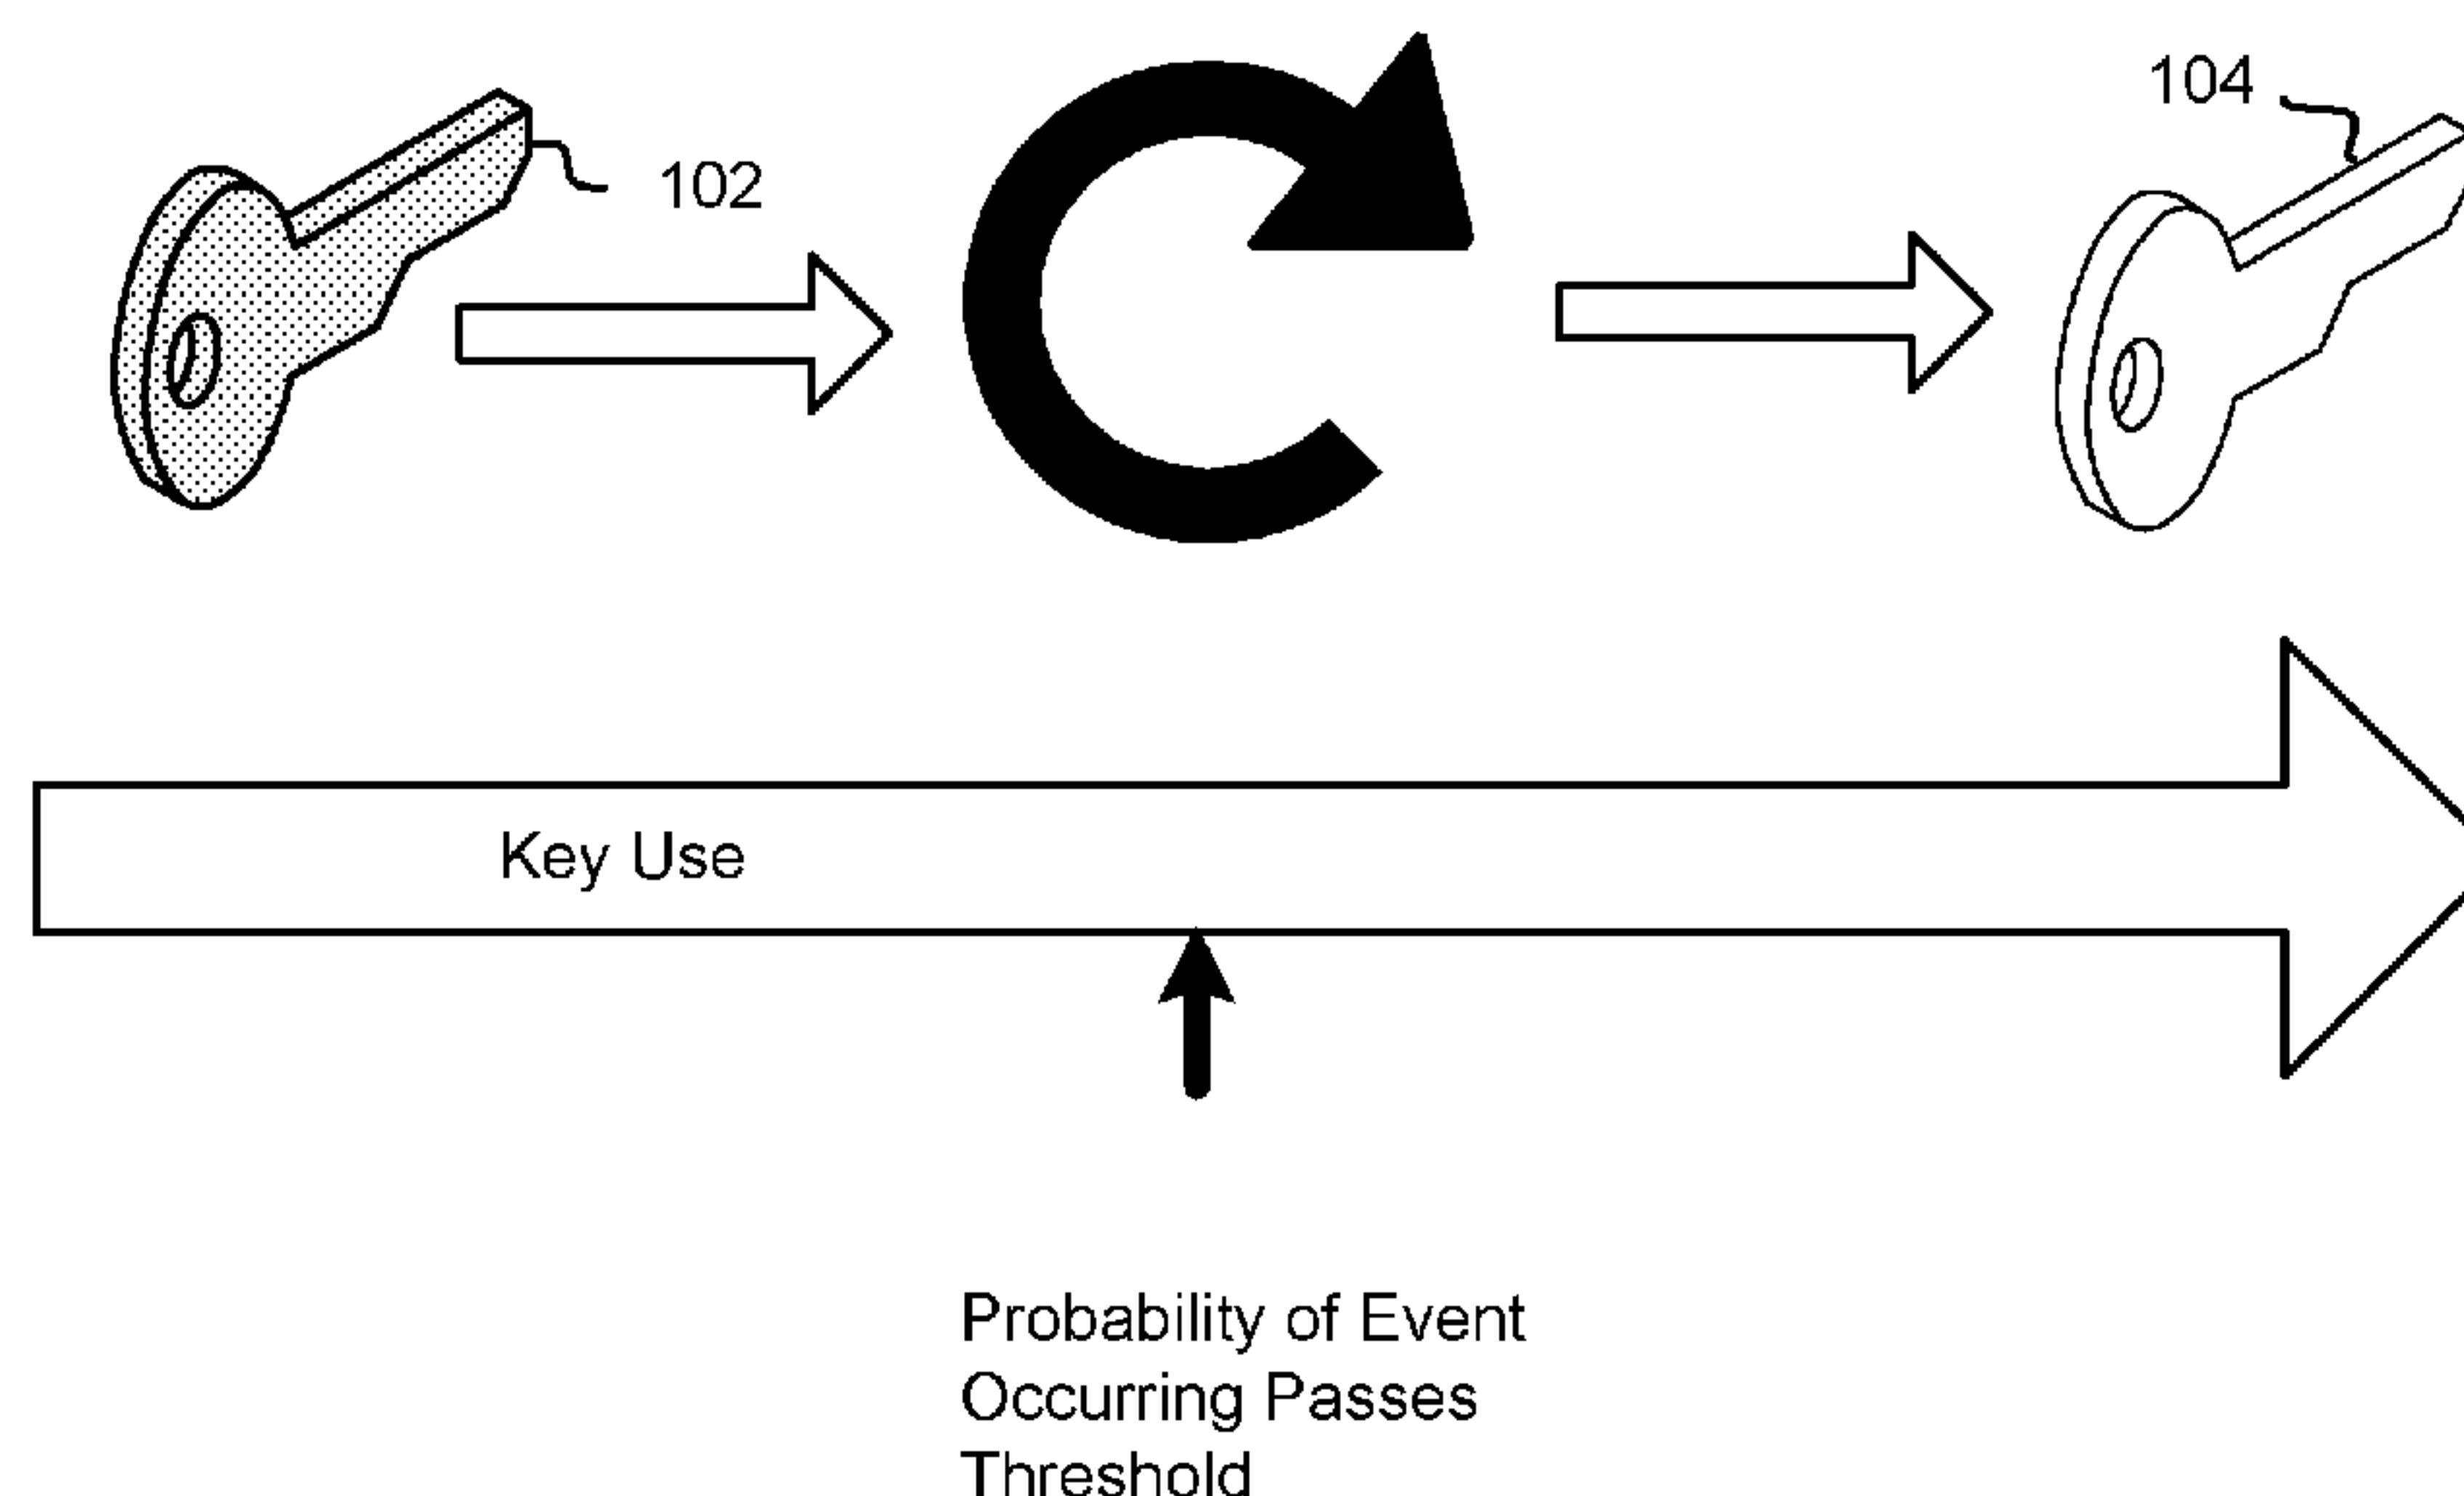 104
102
Key Use
Probability of Event
Occurring Passes
Threshold